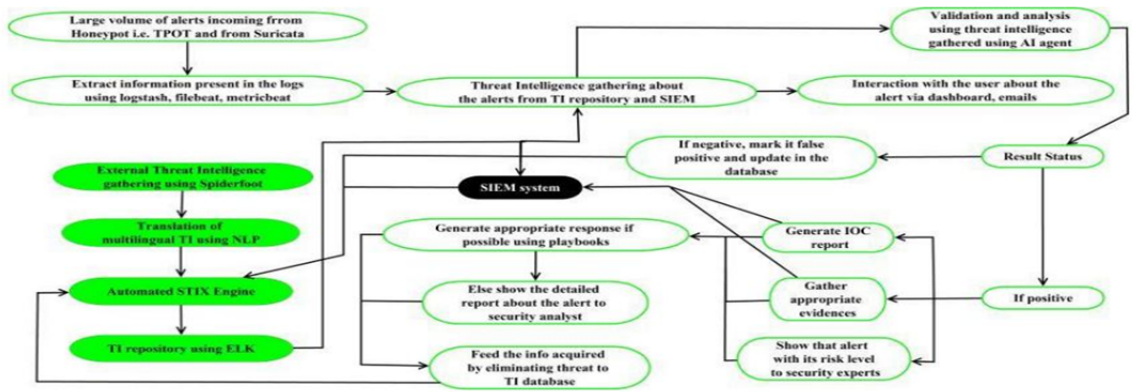 Large volume of alerts incoming frrom
Honeypot i.e. TPOT and from Suricata
Validation and analysis
using threat intelligence
gathered using AI agent
Extract information present in the logs
using logstash, filebeat, metricbeat
Threat Intelligence gathering about
the alerts from TI repository and SIEM
Interaction with the user about the
alert via dashboard, emails
If negative, mark it false
positive and update in the
database
Result Status
External Threat Intelligence
gathering using Spiderfoot
SIEM system
Translation of
multilingual TI using NLP
Generate appropriate response if
possible using playbooks
Generate IOC
report
Automated STIX Engine
Else show the detailed
report about the alert to
security analyst
Gather
appropriate
evidences
If positive
TI repository using ELK
Feed the info acquired
by eliminating threat to
TI database
Show that alert
with its risk level
to security experts